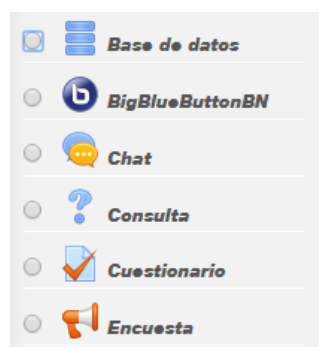 Base de datos
BigBlueButtonBN
Chat
Consulta
Cuestionario
Encuesta